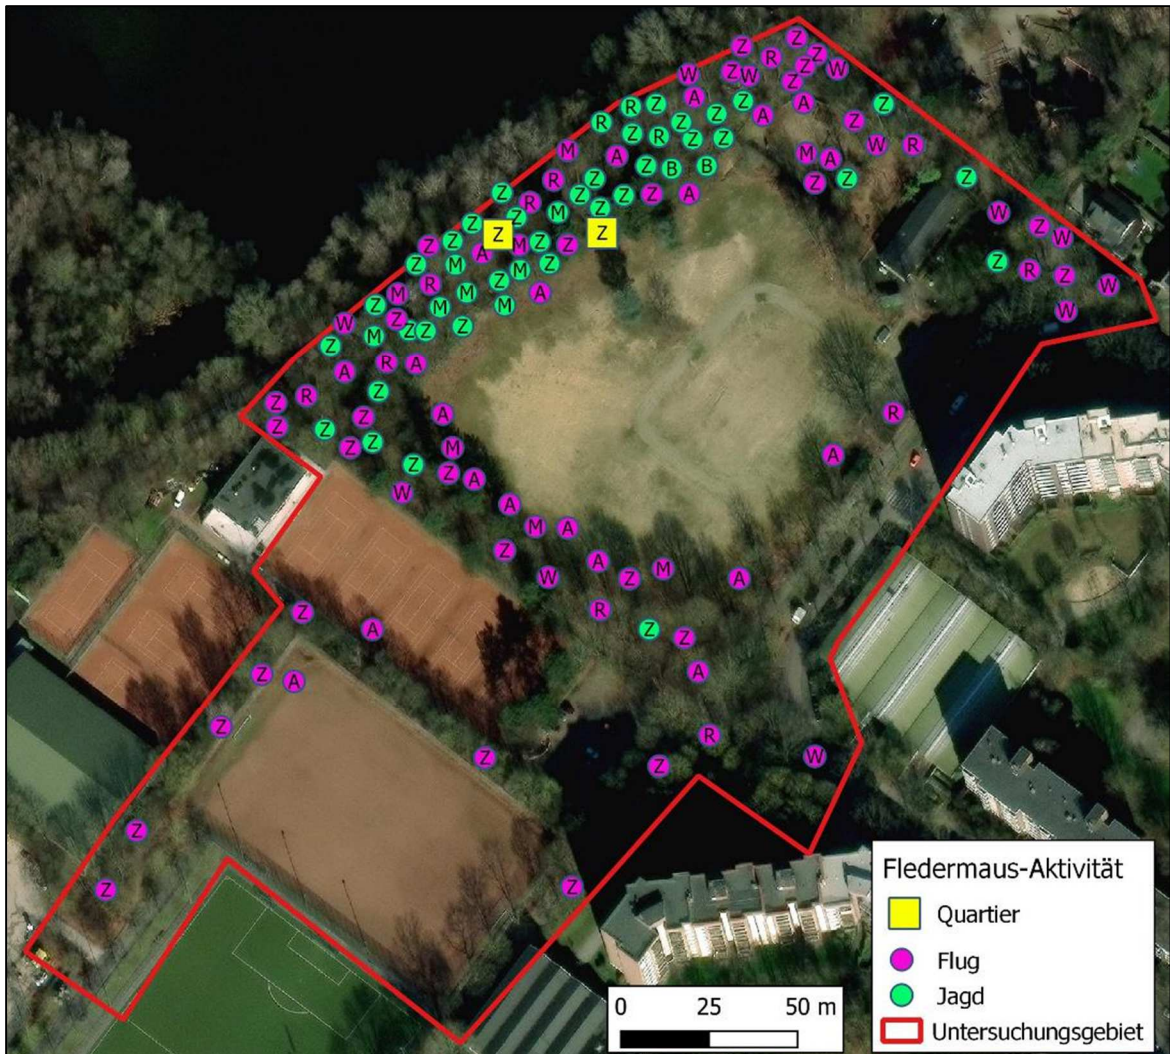 Z
Z
R Z
W Z W Z W
Z
R Z A Z A Z
R Z Z A Z
Z R Z Z W R
M A M A
Z B B
R Z Z Z Z
Z Z Z Z A
R M Z W
Z Z Z
Z Z Z M Z Z Z W
A
Z M M Z Z R Z
R Z W
M M A
Z M M W
W Z Z
M Z Z
Z
R A
A
R Z
Z
Z A R
Z Z
Z Z M A
Z
Z A
W
A
M A
Z
A
W Z M A
Z R
A Z Z
Z A A
Z R
Z Z W
Z
Z Z
Fledermaus-Aktivität
Quartier
Flug
Jagd
Untersuchungsgebiet
0 25 50 m